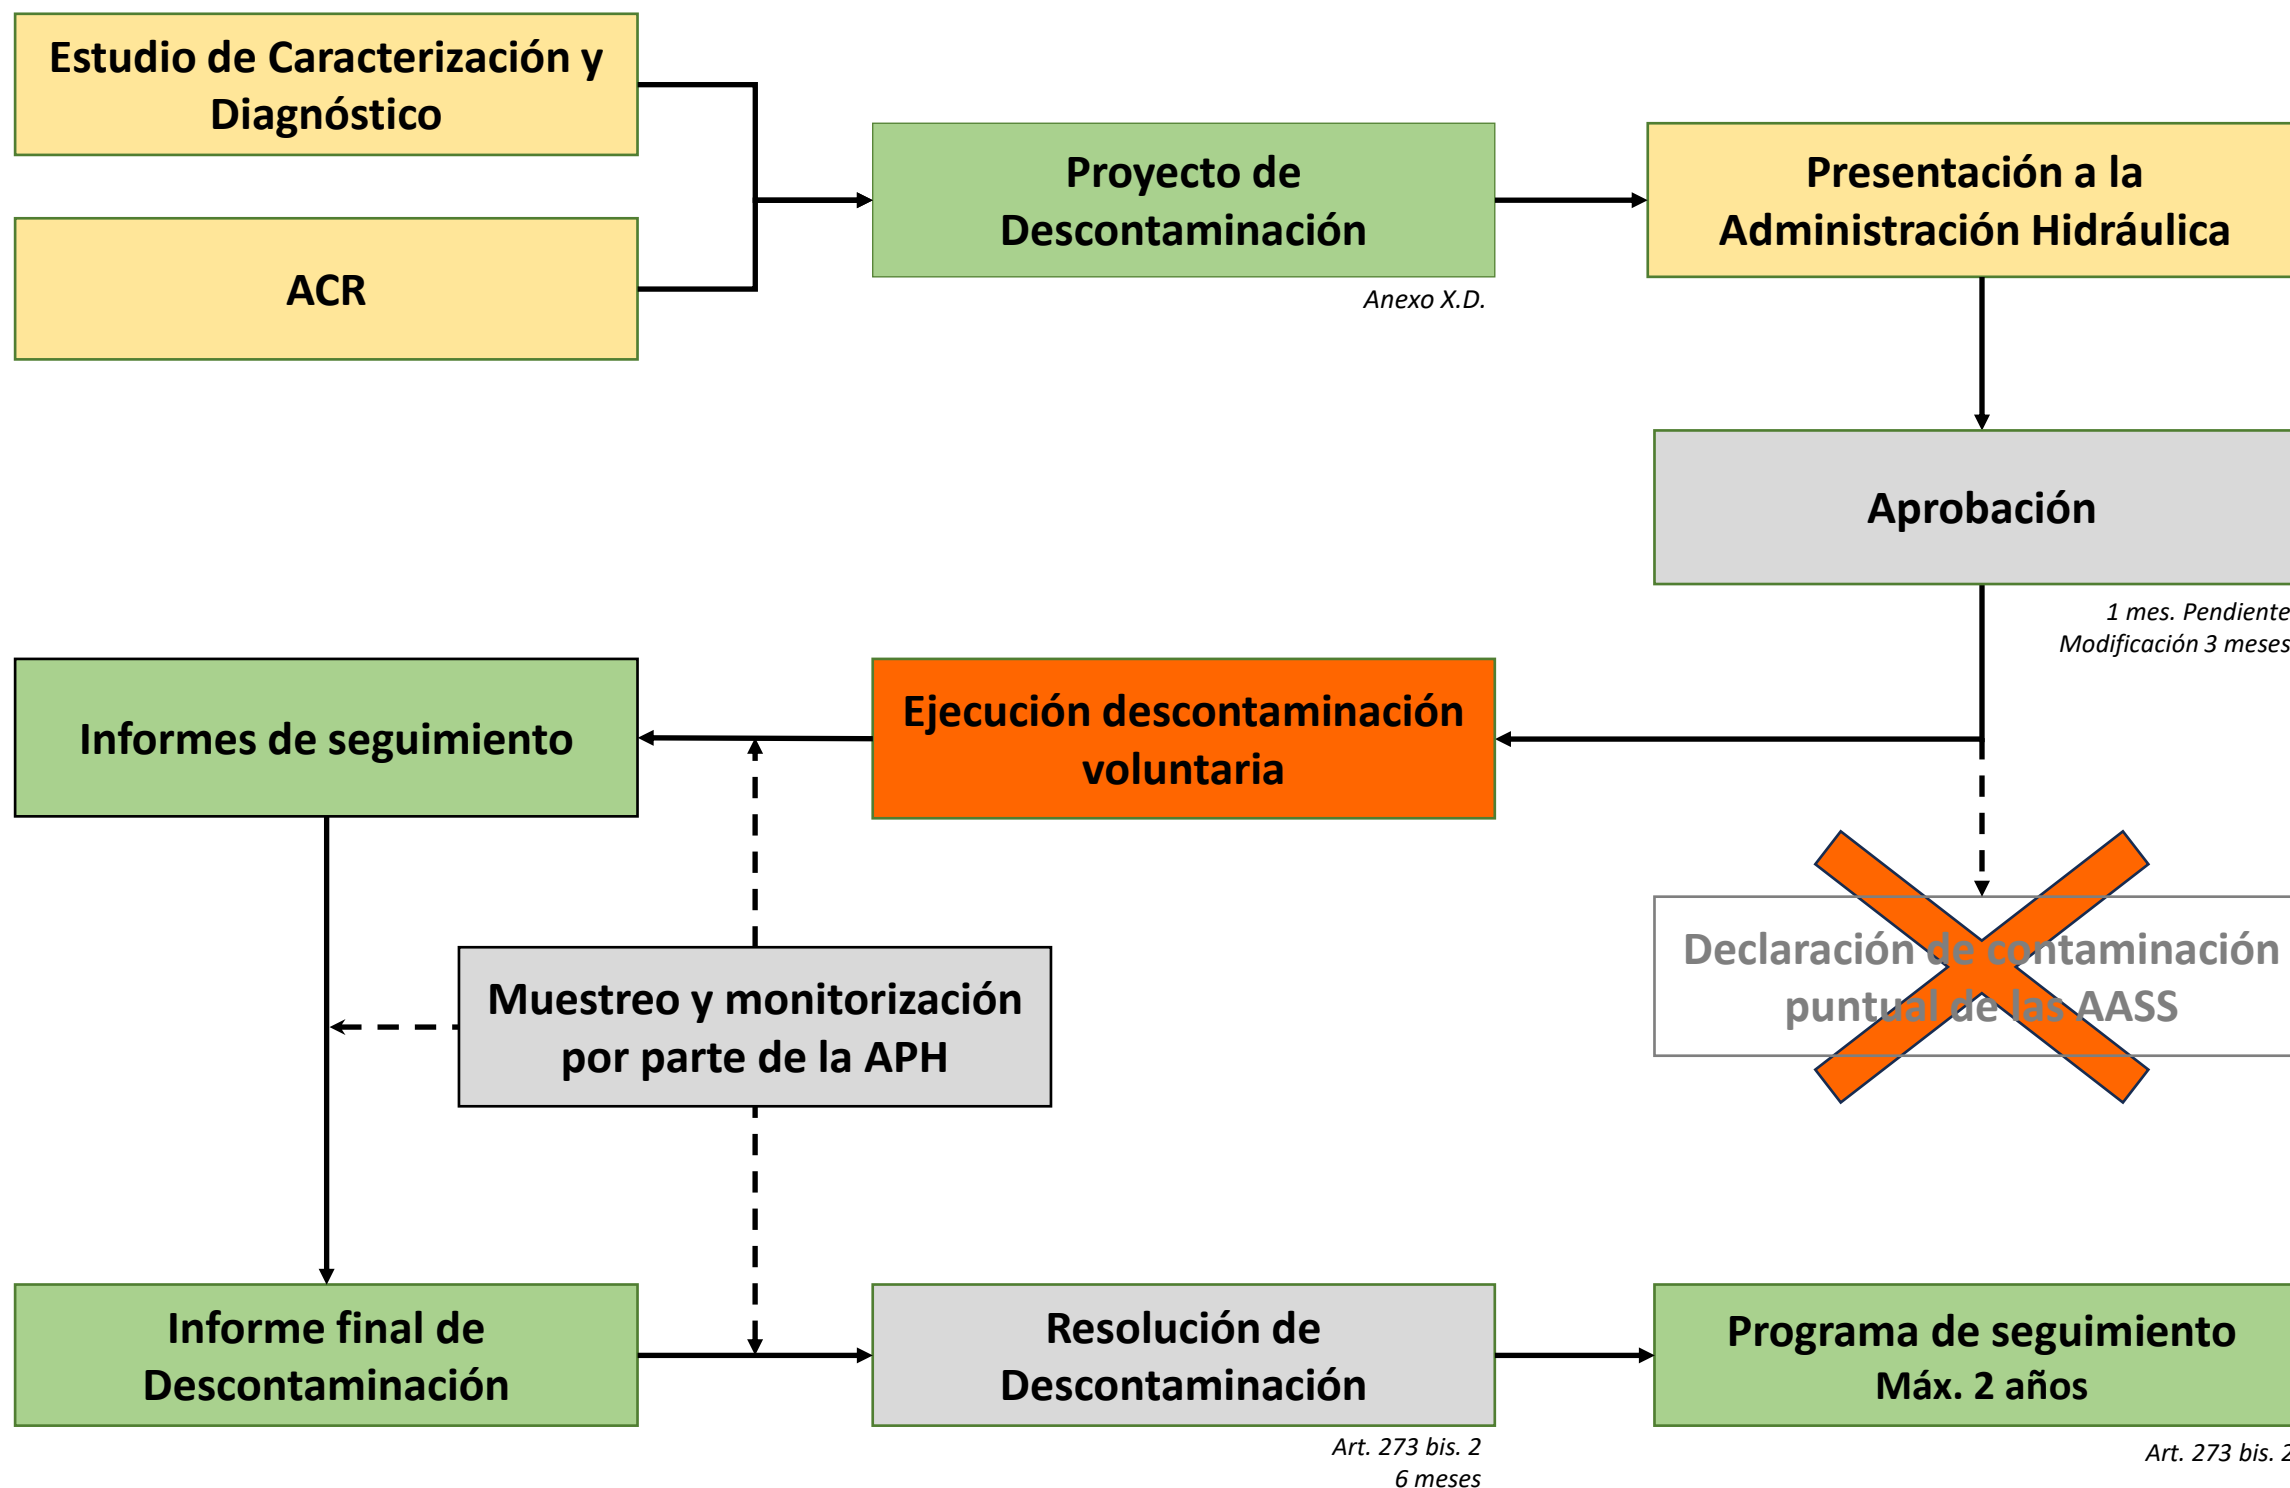 Estudio de Caracterización y
Diagnóstico
ACR
Proyecto de
Descontaminación
Anexo X.D.
Presentación a la
Administración Hidráulica
Aprobación
1 mes. Pendiente
Modificación 3 meses
Ejecución descontaminación
voluntaria
Informes de seguimiento
Declaración de contaminación
puntual de las AASS
Muestreo y monitorización
por parte de la APH
Informe final de
Descontaminación
Resolución de
Descontaminación
Art. 273 bis. 2
6 meses
Programa de seguimiento
Máx. 2 años
Art. 273 bis. 2